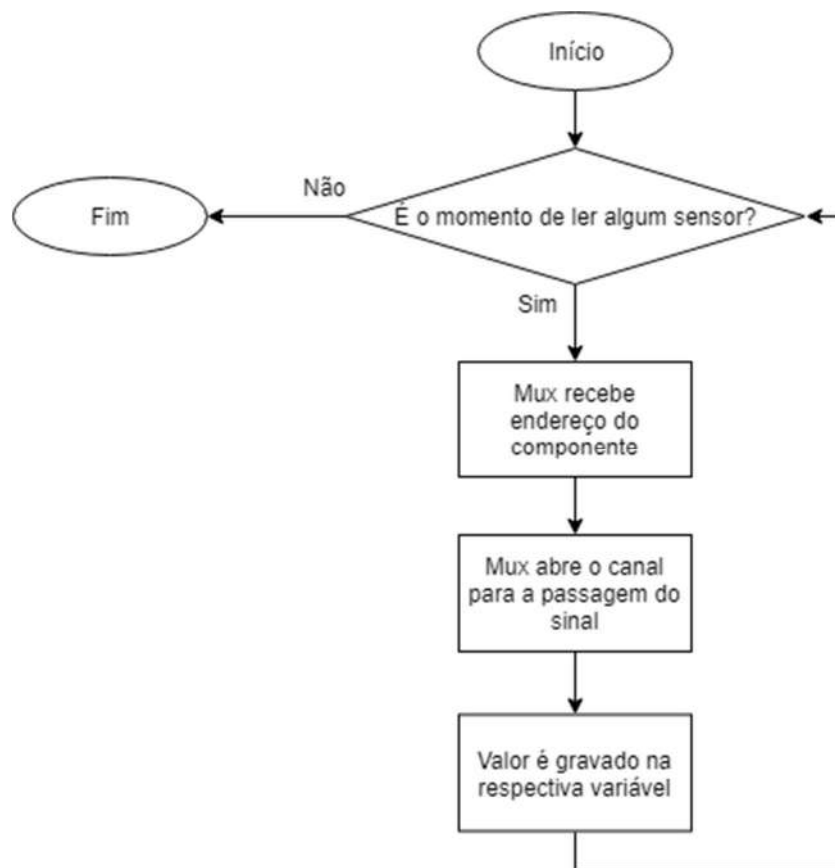 Início
Não
Fim
É o momento de ler algum sensor?
Sim
Mux recebe
endereço do
componente
Mux abre o canal
para a passagem do
sinal
Valor é gravado na
respectiva variável